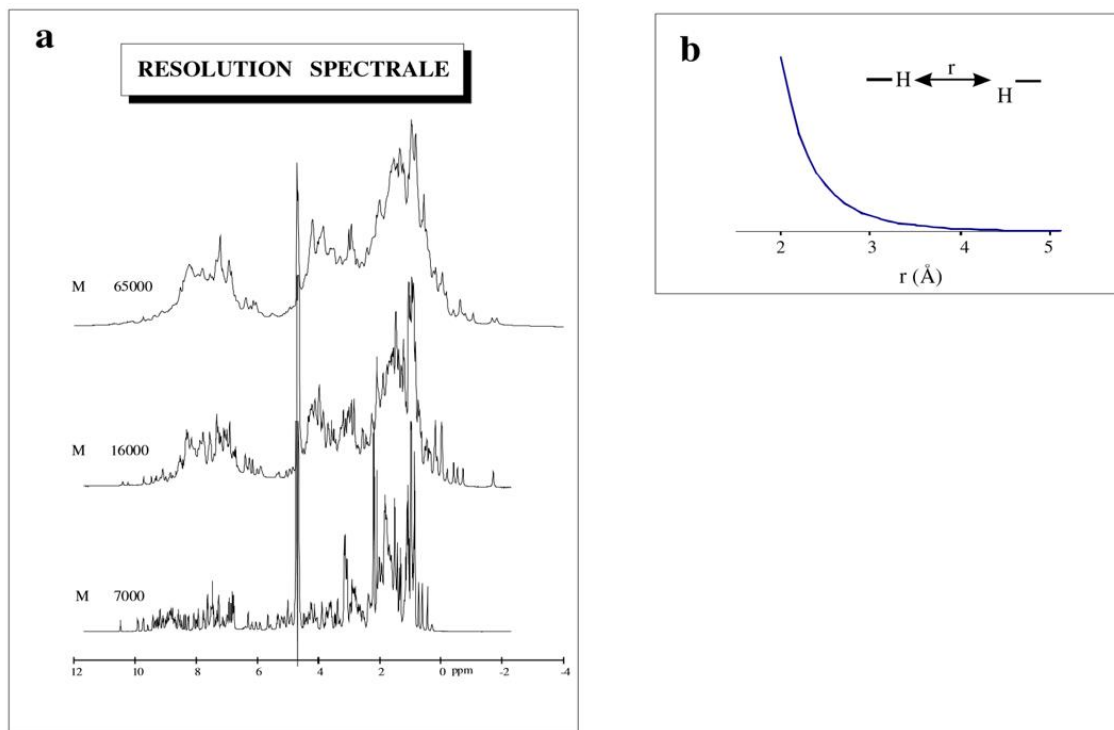 a
RESOLUTION SPECTRALE
M 65000
M 16000
M 7000
12 10 8 6 4 2 0 ppm -2 -4
b
H r H
2 3 4 5
r (Å)